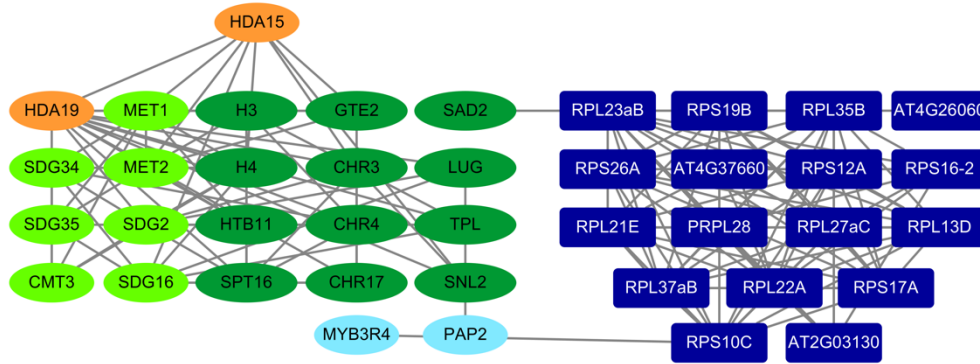 HDA15
HDA19 MET1 H3 GTE2 SAD2 RPL23aB RPS19B RPL35B AT4G26060
SDG34 MET2 H4 CHR3 LUG RPS26A AT4G37660 RPS12A RPS16-2
SDG35 SDG2 HTB11 CHR4 TPL RPL21E PRPL28 RPL27aC RPL13D
CMT3 SDG16 SPT16 CHR17 SNL2 RPL37aB RPL22A RPS17A
MYB3R4 PAP2 RPS10C AT2G03130